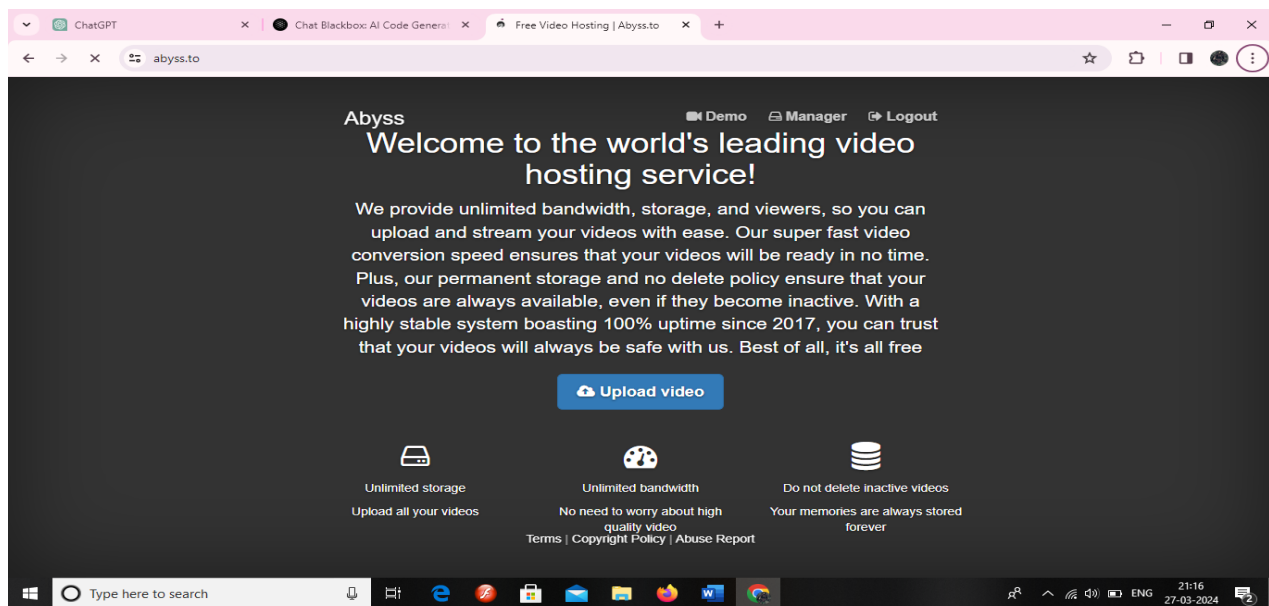 ChatGPT
Chat Blackbox: AI Code Generat
Free Video Hosting | Abyss.to
abyss.to
Abyss
Demo
Manager
Logout
Welcome to the world's leading video
hosting service!
We provide unlimited bandwidth, storage, and viewers, so you can
upload and stream your videos with ease. Our super fast video
conversion speed ensures that your videos will be ready in no time.
Plus, our permanent storage and no delete policy ensure that your
videos are always available, even if they become inactive. With a
highly stable system boasting 100% uptime since 2017, you can trust
that your videos will always be safe with us. Best of all, it's all free
Upload video
Unlimited storage
Upload all your videos
Unlimited bandwidth
No need to worry about high
quality video
Do not delete inactive videos
Your memories are always stored
forever
Terms | Copyright Policy | Abuse Report
Type here to search
ENG
21:16
27-03-2024
2